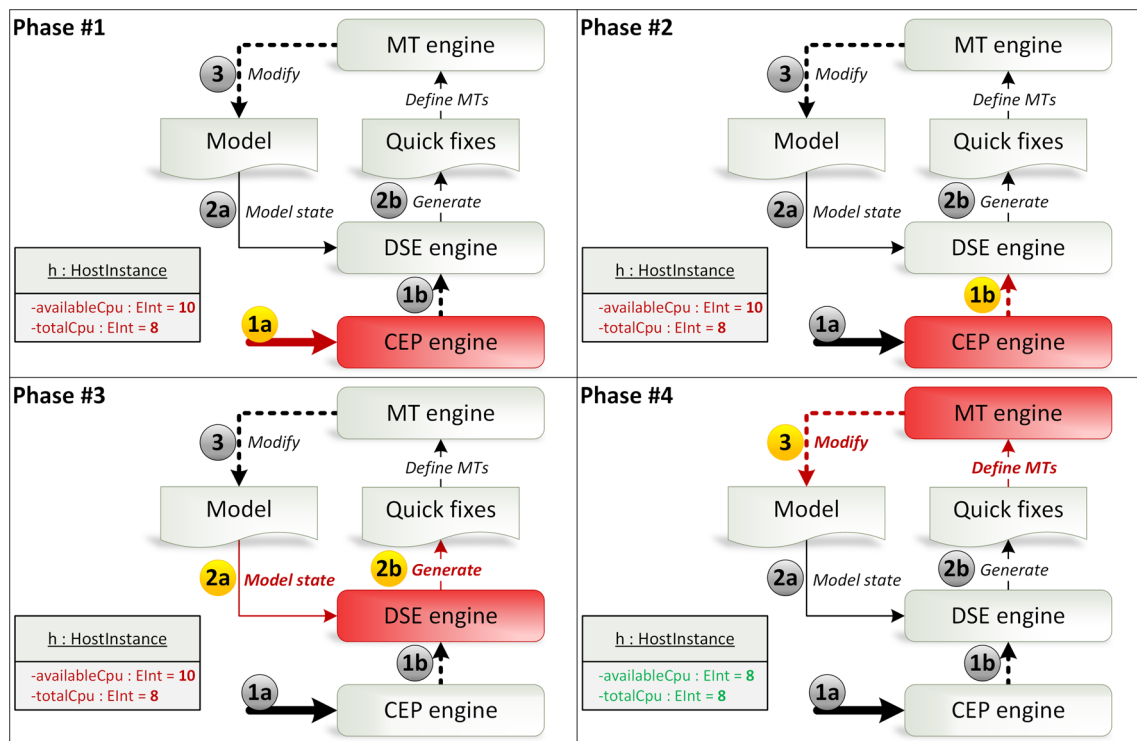 Phase #1
MT engine
3 Modify
Define MTs
Model
Quick fixes
2a Model state
2b Generate
DSE engine
h : HostInstance
-availableCpu : EInt = 10
-totalCpu : EInt = 8
1b
1a
CEP engine
Phase #2
MT engine
3 Modify
Define MTs
Model
Quick fixes
2a Model state
2b Generate
DSE engine
h : HostInstance
-availableCpu : EInt = 10
-totalCpu : EInt = 8
1b
1a
CEP engine
Phase #3
MT engine
3 Modify
Define MTs
Model
Quick fixes
2a Model state
2b Generate
DSE engine
h : HostInstance
-availableCpu : EInt = 10
-totalCpu : EInt = 8
1b
1a
CEP engine
Phase #4
MT engine
3 Modify
Define MTs
Model
Quick fixes
2a Model state
2b Generate
DSE engine
h : HostInstance
-availableCpu : EInt = 8
-totalCpu : EInt = 8
1b
1a
CEP engine